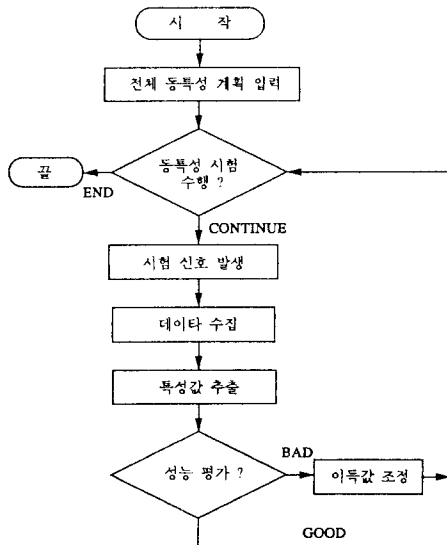 시 작
전체 동특성 계획 입력
동특성 시험
수행 ?
끝
END
CONTINUE
시험 신호 발생
데이타 수집
특성값 추출
성능 평가 ?
BAD
이득값 조정
GOOD